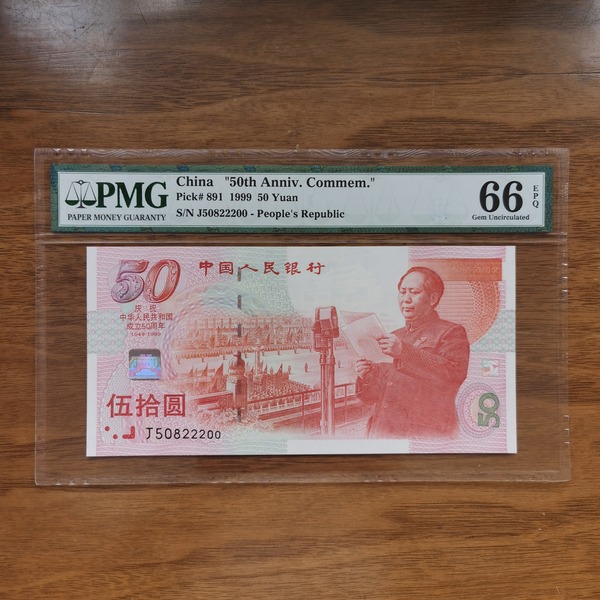 PMG
PAPER MONEY GUARANTY
China "50th Anniv. Commem."
Pick# 891 1999 50 Yuan
S/N J50822200 - People's Republic
66
EPQ
Gem Uncirculated
50
中国人民银行
庆祝
中华人民共和国
成立50周年
1949-1999
伍拾圆
J50822200
50